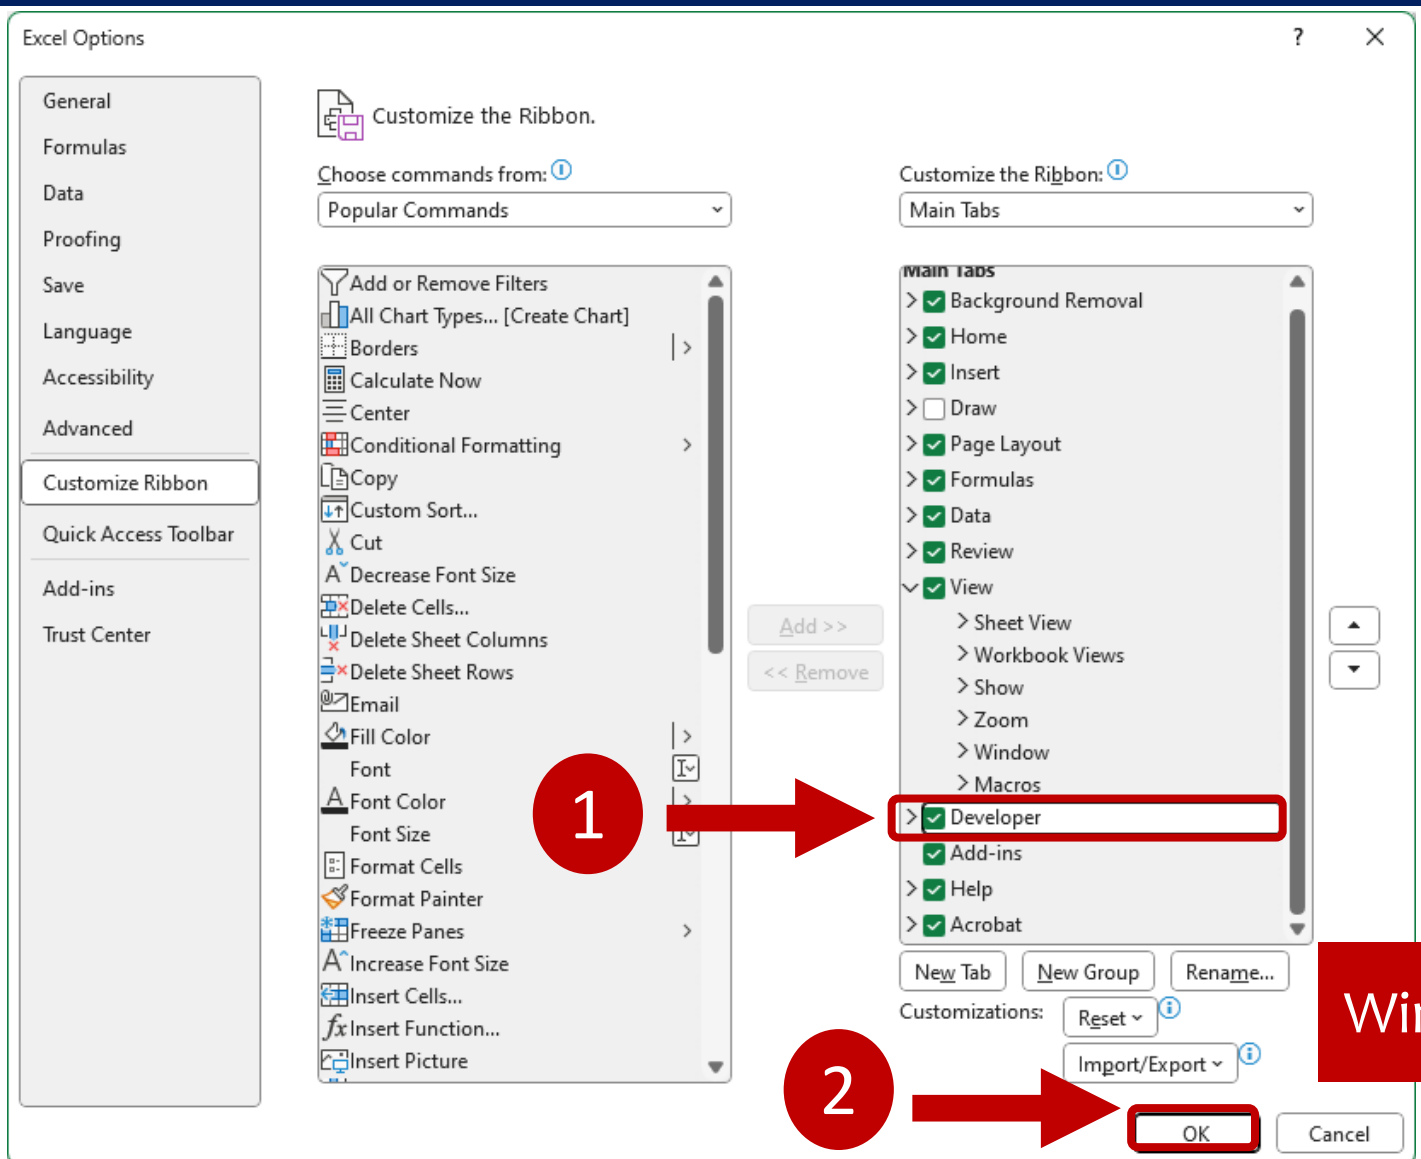 Excel Options
?
General
Formulas
Data
Proofing
Save
Language
Accessibility
Advanced
Customize Ribbon
Quick Access Toolbar
Add-ins
Trust Center
Customize the Ribbon.
Choose commands from:
Popular Commands
Add or Remove Filters
All Chart Types... [Create Chart]
Borders
Calculate Now
Center
Conditional Formatting
Copy
Custom Sort...
Cut
Decrease Font Size
Delete Cells...
Delete Sheet Columns
Delete Sheet Rows
Email
Fill Color
Font
Font Color
Font Size
Format Cells
Format Painter
Freeze Panes
Increase Font Size
Insert Cells...
Insert Function...
Insert Picture
Add >>
<< Remove
Customize the Ribbon:
Main Tabs
Main Tabs
Background Removal
Home
Insert
Draw
Page Layout
Formulas
Data
Review
View
Sheet View
Workbook Views
Show
Zoom
Window
Macros
Developer
Add-ins
Help
Acrobat
New Tab
New Group
Rename...
Customizations:
Reset
Import/Export
1
2
OK
Cancel